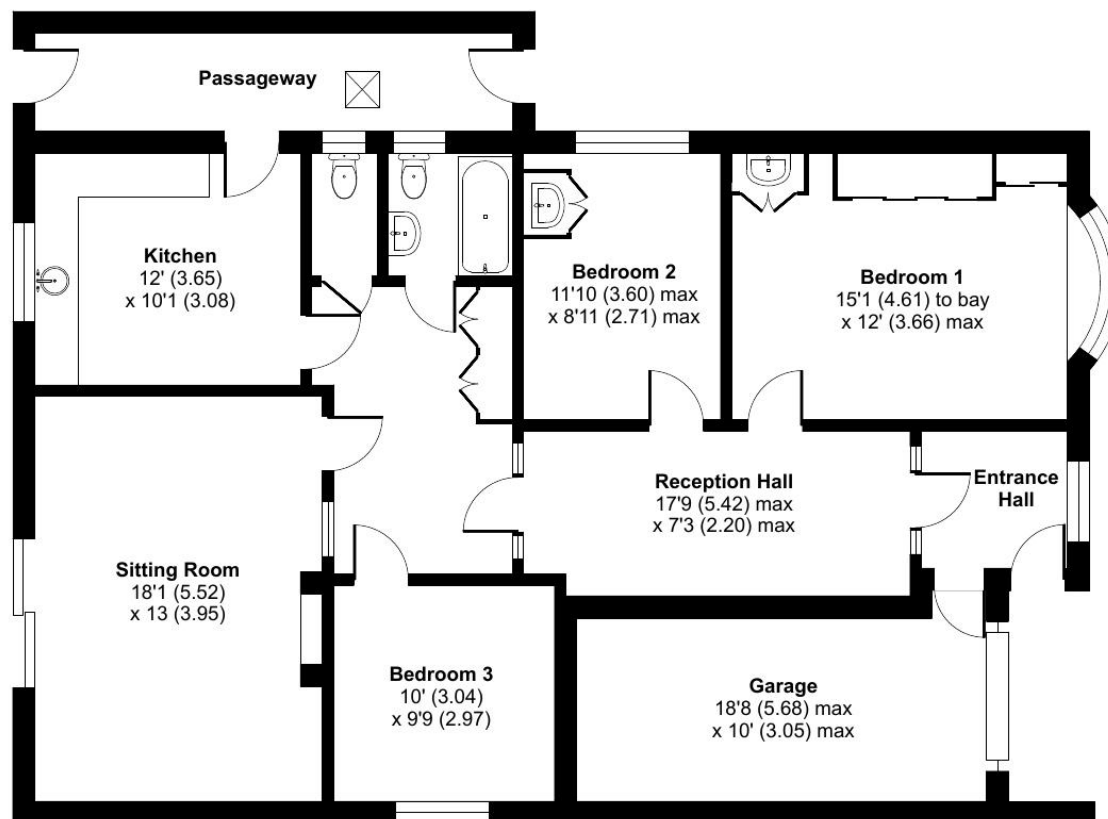 Passageway
Kitchen
12' (3.65)
x 10'1 (3.08)
Bedroom 2
11'10 (3.60) max
x 8'11 (2.71) max
Bedroom 1
15'1 (4.61) to bay
x 12' (3.66) max
Reception Hall
17'9 (5.42) max
x 7'3 (2.20) max
Entrance
Hall
Sitting Room
18'1 (5.52)
x 13 (3.95)
Bedroom 3
10' (3.04)
x 9'9 (2.97)
Garage
18'8 (5.68) max
x 10' (3.05) max